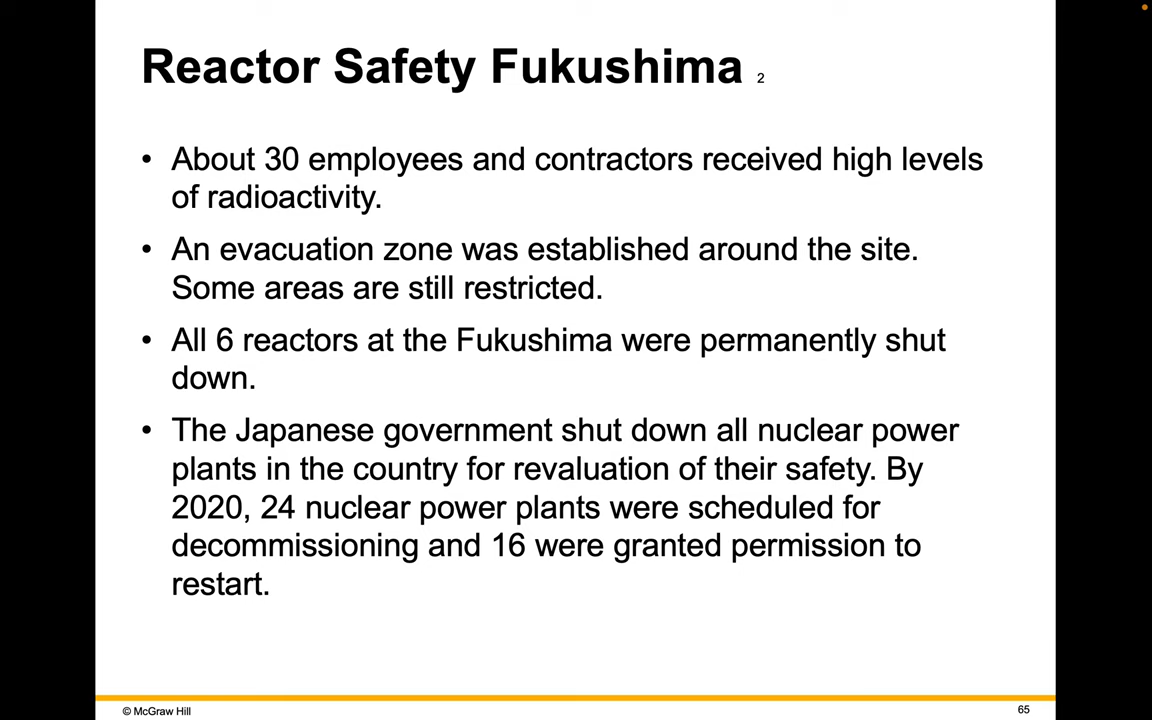 Reactor Safety Fukushima 2
• About 30 employees and contractors received high levels
of radioactivity.
• An evacuation zone was established around the site.
Some areas are still restricted.
• All 6 reactors at the Fukushima were permanently shut
down.
• The Japanese government shut down all nuclear power
plants in the country for revaluation of their safety. By
2020, 24 nuclear power plants were scheduled for
decommissioning and 16 were granted permission to
restart.
© McGraw Hill
65